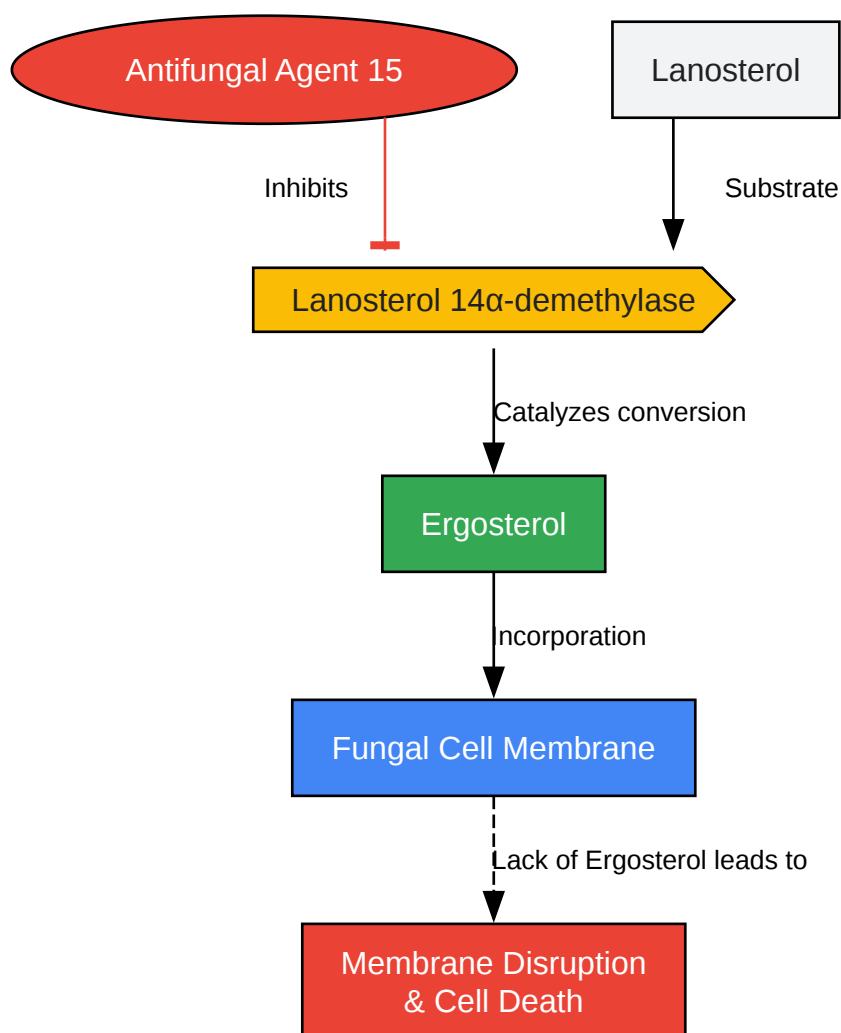 Antifungal Agent 15
Lanosterol
Inhibits
Substrate
Lanosterol 14α-demethylase
Catalyzes conversion
Ergosterol
Incorporation
Fungal Cell Membrane
Lack of Ergosterol leads to
Membrane Disruption
& Cell Death